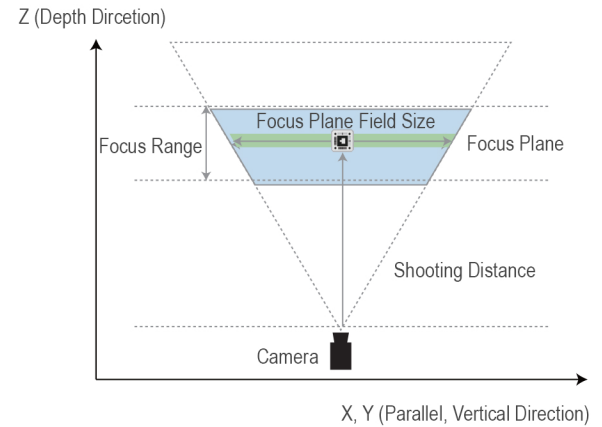 Z (Depth Dircetion)
Focus Plane Field Size
Focus Range
Focus Plane
Shooting Distance
Camera
X, Y (Parallel, Vertical Direction)